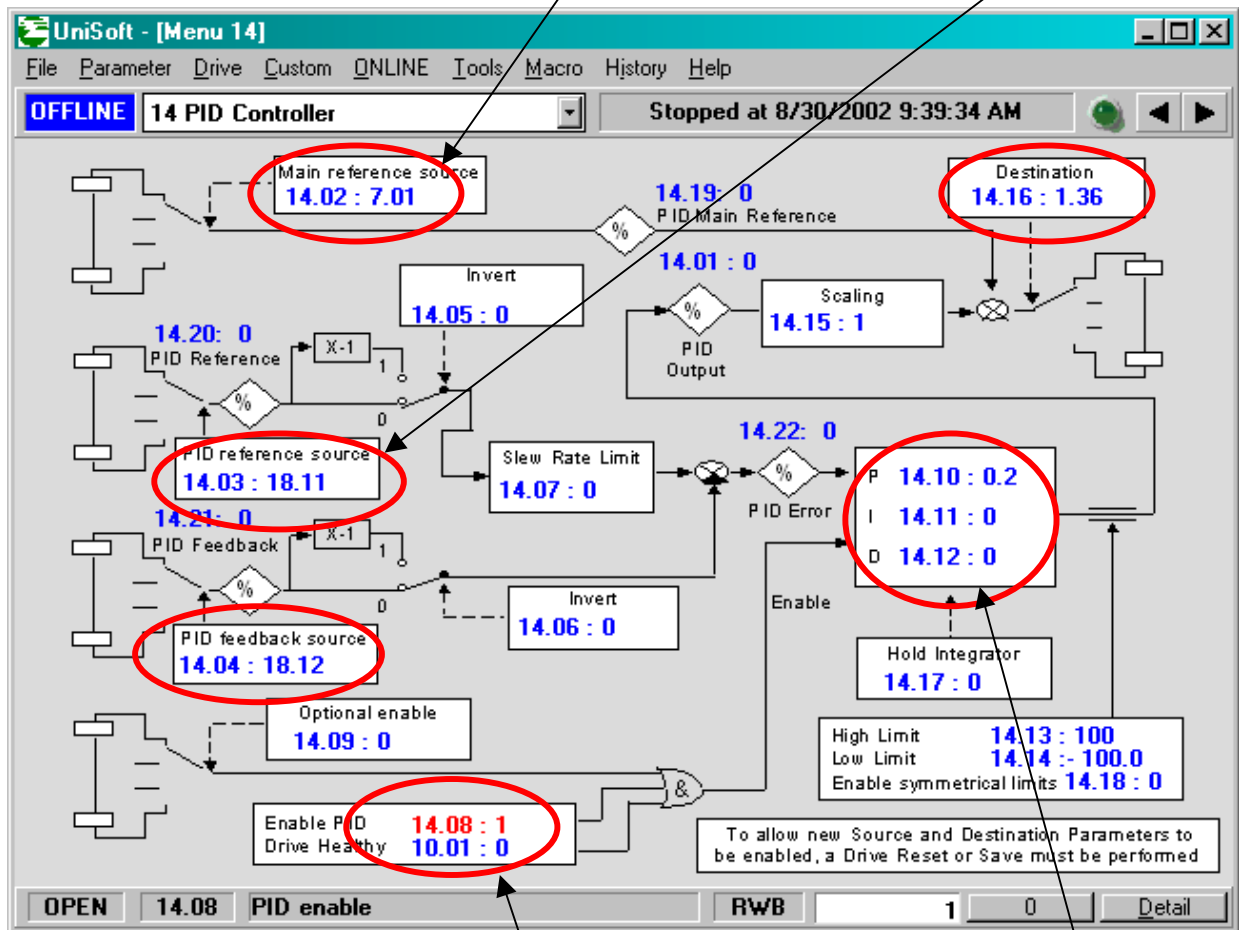 UniSoft - [Menu 14]
File Parameter Drive Custom ONLINE Tools Macro History Help
OFFLINE 14 PID Controller Stopped at 8/30/2002 9:39:34 AM
Main reference source
14.02 : 7.01
14.19: 0
PID Main Reference
Destination
14.16 : 1.36
Invert
14.05 : 0
14.01 : 0
%
%
PID
Output
Scaling
14.15 : 1
14.20: 0
PID Reference
X-1
1
0
%
PID reference source
14.03 : 18.11
Slew Rate Limit
14.07 : 0
14.22: 0
%
PID Error
P 14.10 : 0.2
I 14.11 : 0
D 14.12 : 0
14.21: 0
PID Feedback
X-1
1
0
%
PID feedback source
14.04 : 18.12
Invert
14.06 : 0
Enable
Hold Integrator
14.17 : 0
Optional enable
14.09 : 0
High Limit 14.13 : 100
Low Limit 14.14 :- 100.0
Enable symmetrical limits 14.18 : 0
&
Enable PID 14.08 : 1
Drive Healthy 10.01 : 0
To allow new Source and Destination Parameters to
be enabled, a Drive Reset or Save must be performed
OPEN 14.08 PID enable RWB 1 0 Detail